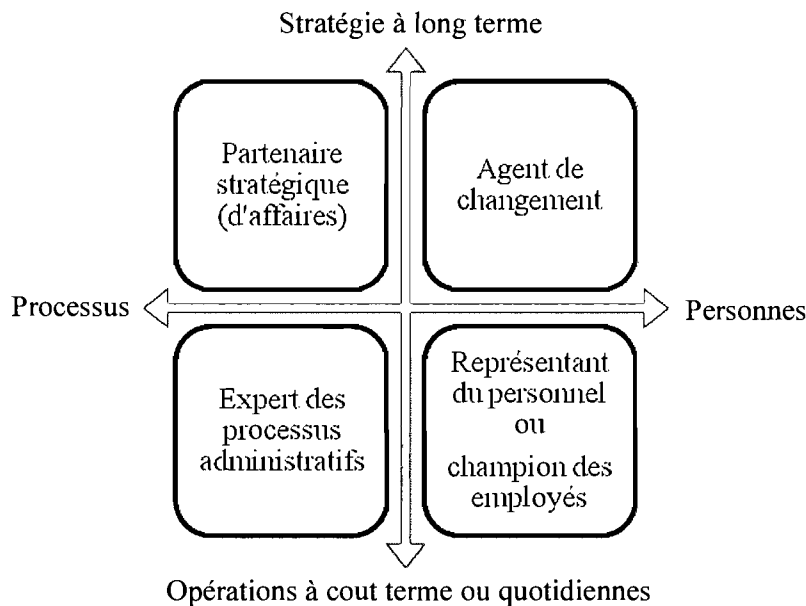 Stratégie à long terme
Partenaire
stratégique
(d'affaires)
Agent de
changement
Processus
Personnes
Expert des
processus
administratifs
Représentant
du personnel
ou
champion des
employés
Opérations à cout terme ou quotidiennes